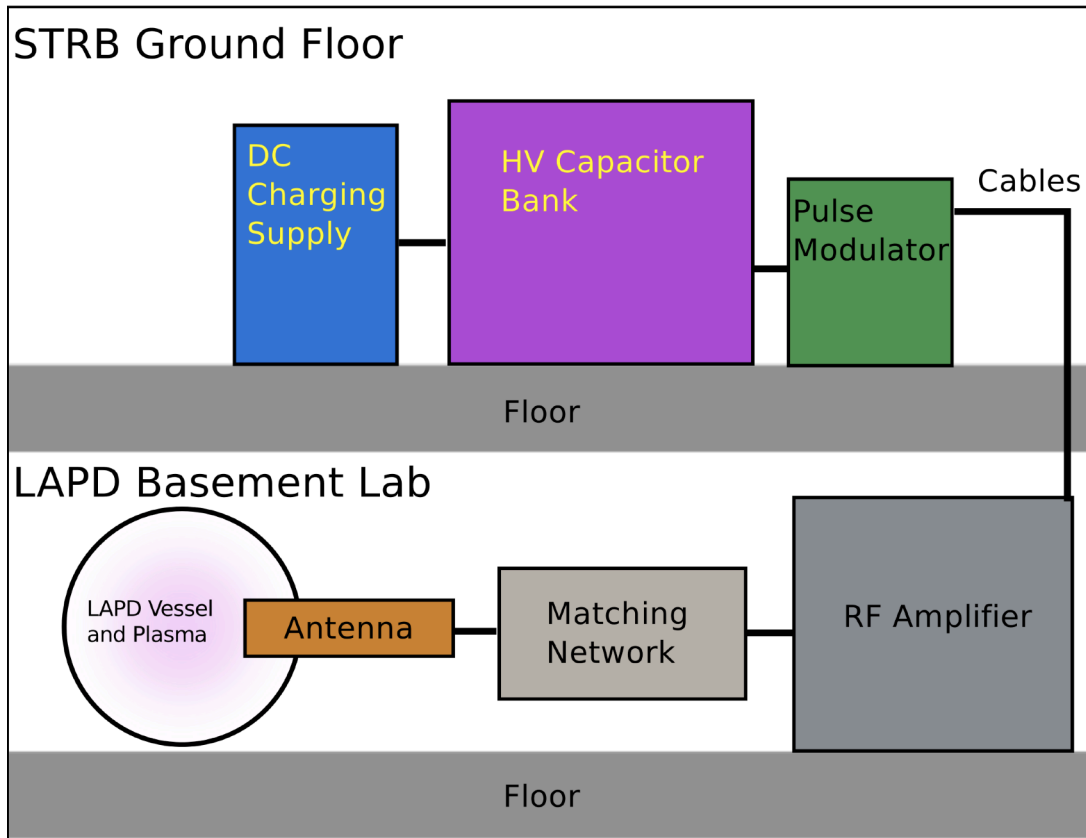 STRB Ground Floor
DC
Charging
Supply
HV Capacitor
Bank
Pulse
Modulator
Cables
Floor
LAPD Basement Lab
LAPD Vessel
and Plasma
Antenna
Matching
Network
RF Amplifier
Floor